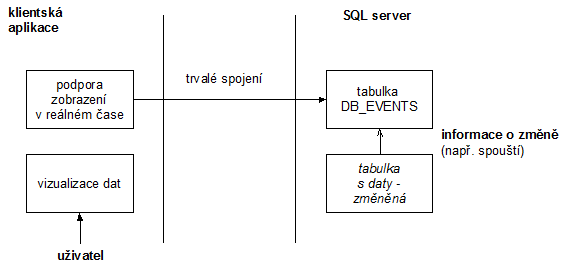 klientská
aplikace
SQL server
podpora
zobrazení
v reálném čase
trvalé spojení
tabulka
DB_EVENTS
informace o změně
(např. spouští)
vizualizace dat
tabulka
s daty -
změněná
uživatel